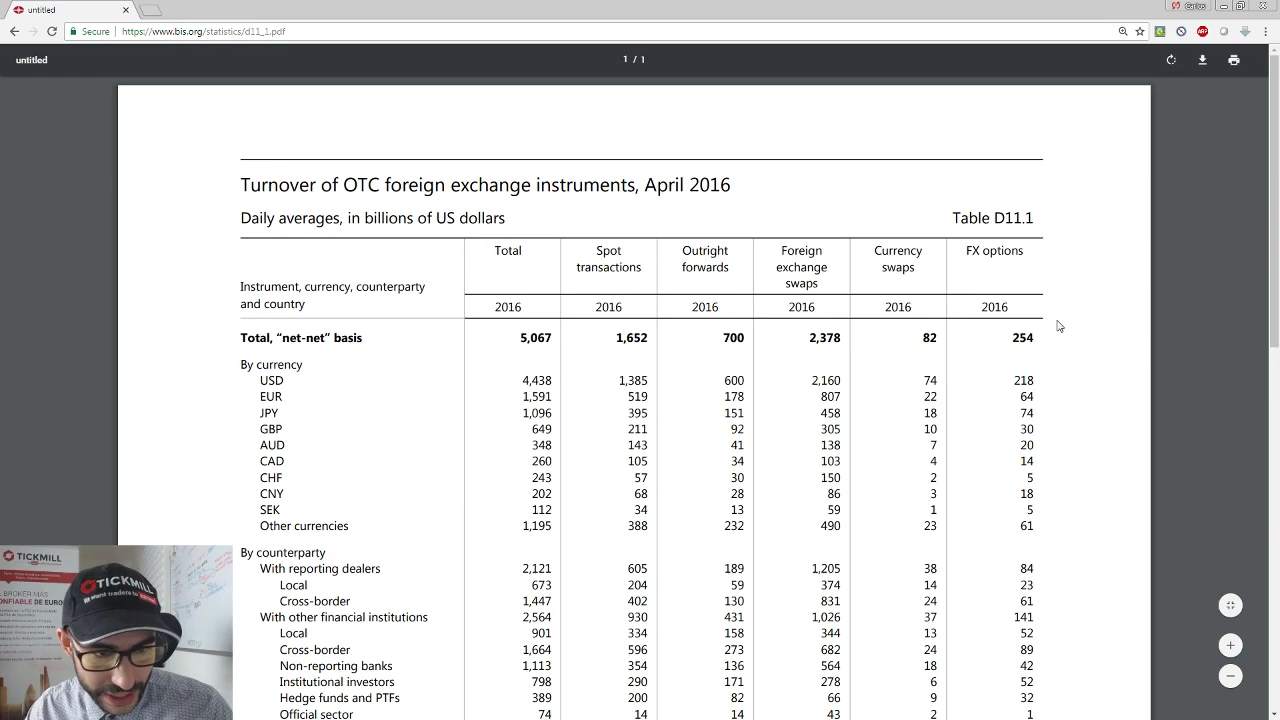 untitled
Carlos
Secure
https://www.bis.org/statistics/d11_1.pdf
ABP
untitled
1 / 1
Turnover of OTC foreign exchange instruments, April 2016
Daily averages, in billions of US dollars Table D11.1
Instrument, currency, counterparty and country Total Spot transactions Outright forwards Foreign exchange swaps Currency swaps FX options
2016 2016 2016 2016 2016 2016
Total, “net-net” basis 5,067 1,652 700 2,378 82 254
By currency
USD 4,438 1,385 600 2,160 74 218
EUR 1,591 519 178 807 22 64
JPY 1,096 395 151 458 18 74
GBP 649 211 92 305 10 30
AUD 348 143 41 138 7 20
CAD 260 105 34 103 4 14
CHF 243 57 30 150 2 5
CNY 202 68 28 86 3 18
SEK 112 34 13 59 1 5
Other currencies 1,195 388 232 490 23 61
By counterparty
With reporting dealers 2,121 605 189 1,205 38 84
Local 673 204 59 374 14 23
Cross-border 1,447 402 130 831 24 61
With other financial institutions 2,564 930 431 1,026 37 141
Local 901 334 158 344 13 52
Cross-border 1,664 596 273 682 24 89
Non-reporting banks 1,113 354 136 564 18 42
Institutional investors 798 290 171 278 6 52
Hedge funds and PTFs 389 200 82 66 9 32
Official sector 74 14 14 43 2 1
TICKMILL
BROKER MÁS
CONFIABLE DE EURO
TICKMILL
We want traders to